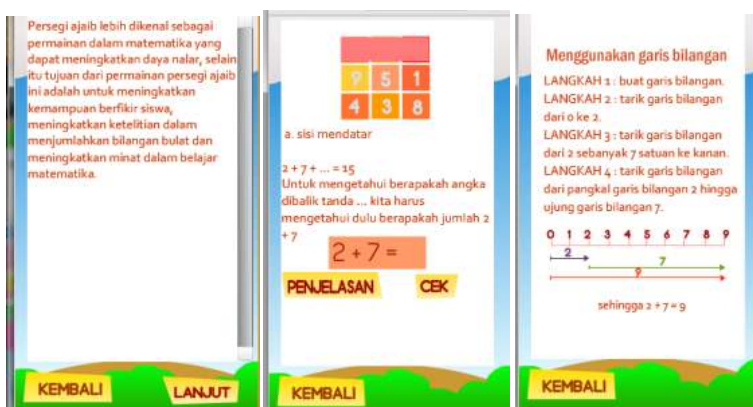 Persegi ajaib lebih dikenal sebagai
permainan dalam matematika yang
dapat meningkatkan daya nalar, selain
itu tujuan dari permainan persegi ajaib
ini adalah untuk meningkatkan
kemampuan berfikir siswa,
meningkatkan ketelitian dalam
menjumlahkan bilangan bulat dan
meningkatkan minat dalam belajar
matematika.
KEMBALI
LANJUT
9 5 1
4 3 8
a. sisi mendatar
2 + 7 + ... = 15
Untuk mengetahui berapakah angka
dibalik tanda ... kita harus
mengetahui dulu berapakah jumlah 2
+ 7
2 + 7 =
PENJELASAN
CEK
KEMBALI
Menggunakan garis bilangan
LANGKAH 1 : buat garis bilangan.
LANGKAH 2 : tarik garis bilangan
dari 0 ke 2.
LANGKAH 3 : tarik garis bilangan
dari 2 sebanyak 7 satuan ke kanan.
LANGKAH 4 : tarik garis bilangan
dari pangkal garis bilangan 2 hingga
ujung garis bilangan 7.
0 1 2 3 4 5 6 7 8 9
2
7
9
sehingga 2 + 7 = 9
KEMBALI